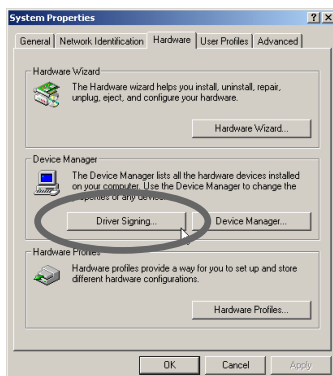 System Properties
General Network Identification Hardware User Profiles Advanced
Hardware Wizard
The Hardware wizard helps you install, uninstall, repair,
unplug, eject, and configure your hardware.
Hardware Wizard...
Device Manager
The Device Manager lists all the hardware devices installed
on your computer. Use the Device Manager to change the
properties of any device.
Driver Signing...
Device Manager...
Hardware Profiles
Hardware profiles provide a way for you to set up and store
different hardware configurations.
Hardware Profiles...
OK Cancel Apply